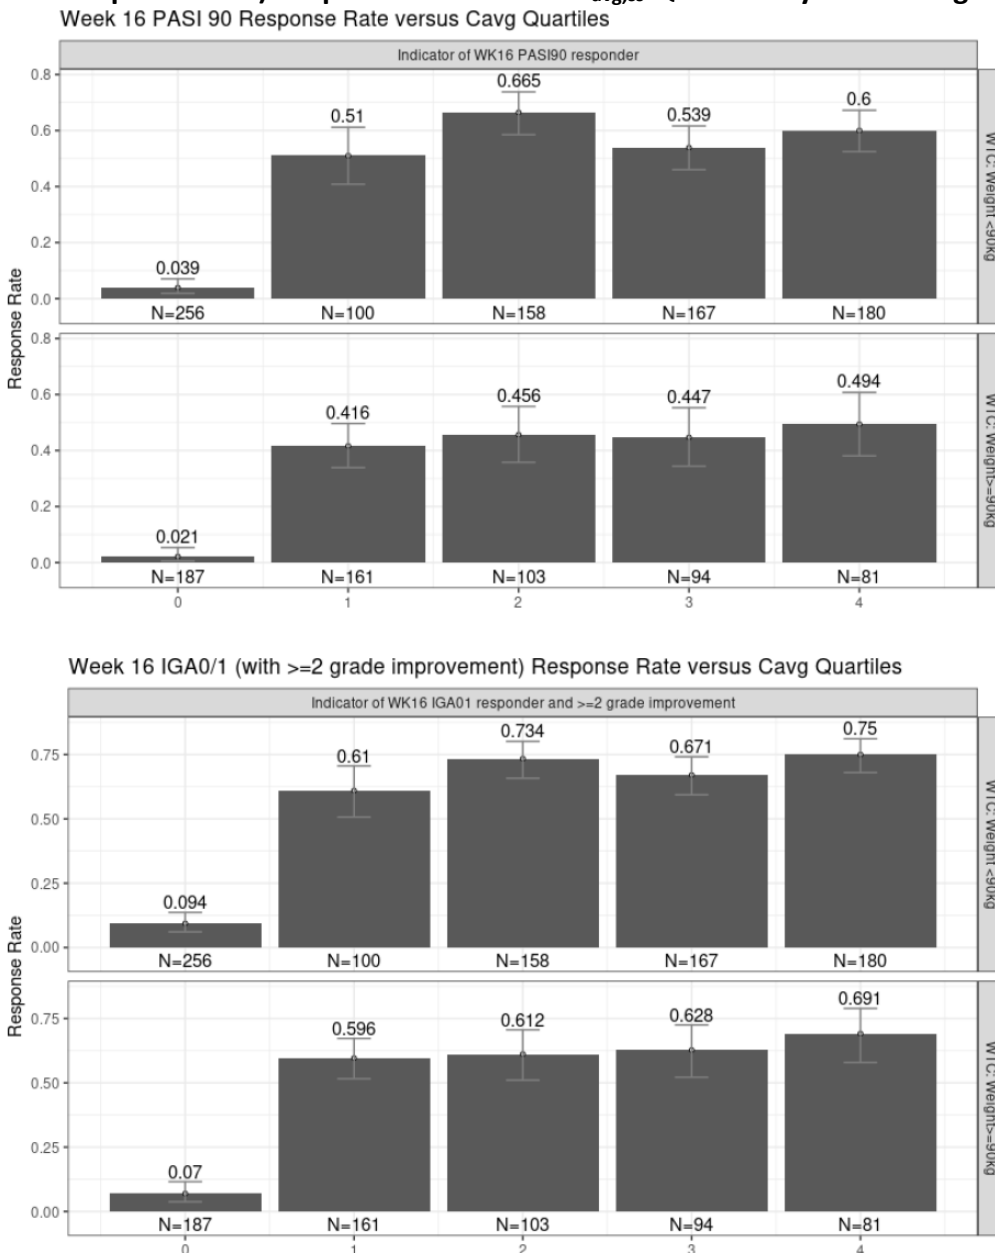 avg,ss
Week 16 PASI 90 Response Rate versus Cavg Quartiles
Indicator of WK16 PASI90 responder
Response Rate
0.8
0.6
0.4
0.2
0.0
0.039
0.51
0.665
0.539
0.6
N=256
N=100
N=158
N=167
N=180
WTC: Weight <90kg
0.8
0.6
0.4
0.2
0.0
0.021
0.416
0.456
0.447
0.494
N=187
N=161
N=103
N=94
N=81
WTC: Weight>=90kg
0
1
2
3
4
Week 16 IGA0/1 (with >=2 grade improvement) Response Rate versus Cavg Quartiles
Indicator of WK16 IGA01 responder and >=2 grade improvement
Response Rate
0.75
0.50
0.25
0.00
0.094
0.61
0.734
0.671
0.75
N=256
N=100
N=158
N=167
N=180
WTC: Weight <90kg
0.75
0.50
0.25
0.00
0.07
0.596
0.612
0.628
0.691
N=187
N=161
N=103
N=94
N=81
WTC: Weight>=90kg
0
1
2
3
4